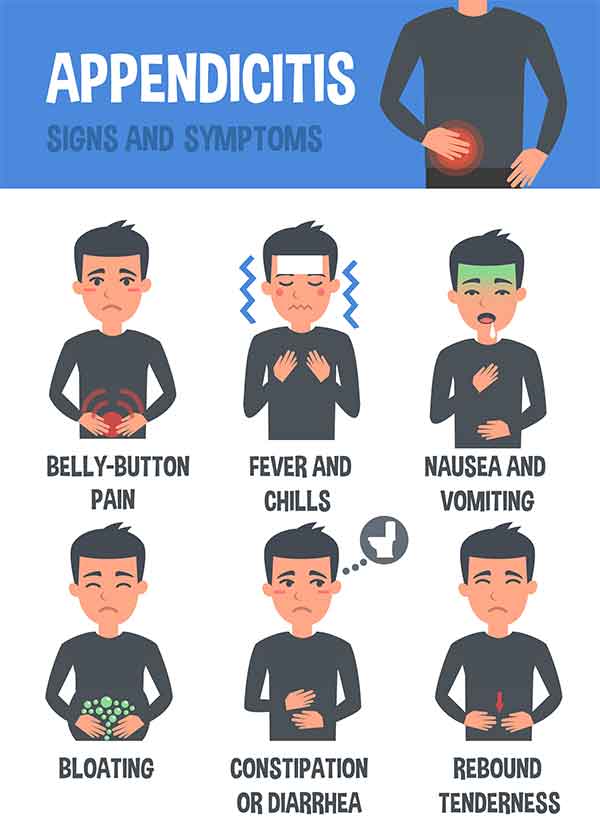 APPENDICITIS
SIGNS AND SYMPTOMS
BELLY-BUTTON
PAIN
FEVER AND
CHILLS
NAUSEA AND
VOMITING
BLOATING
CONSTIPATION
OR DIARRHEA
REBOUND
TENDERNESS